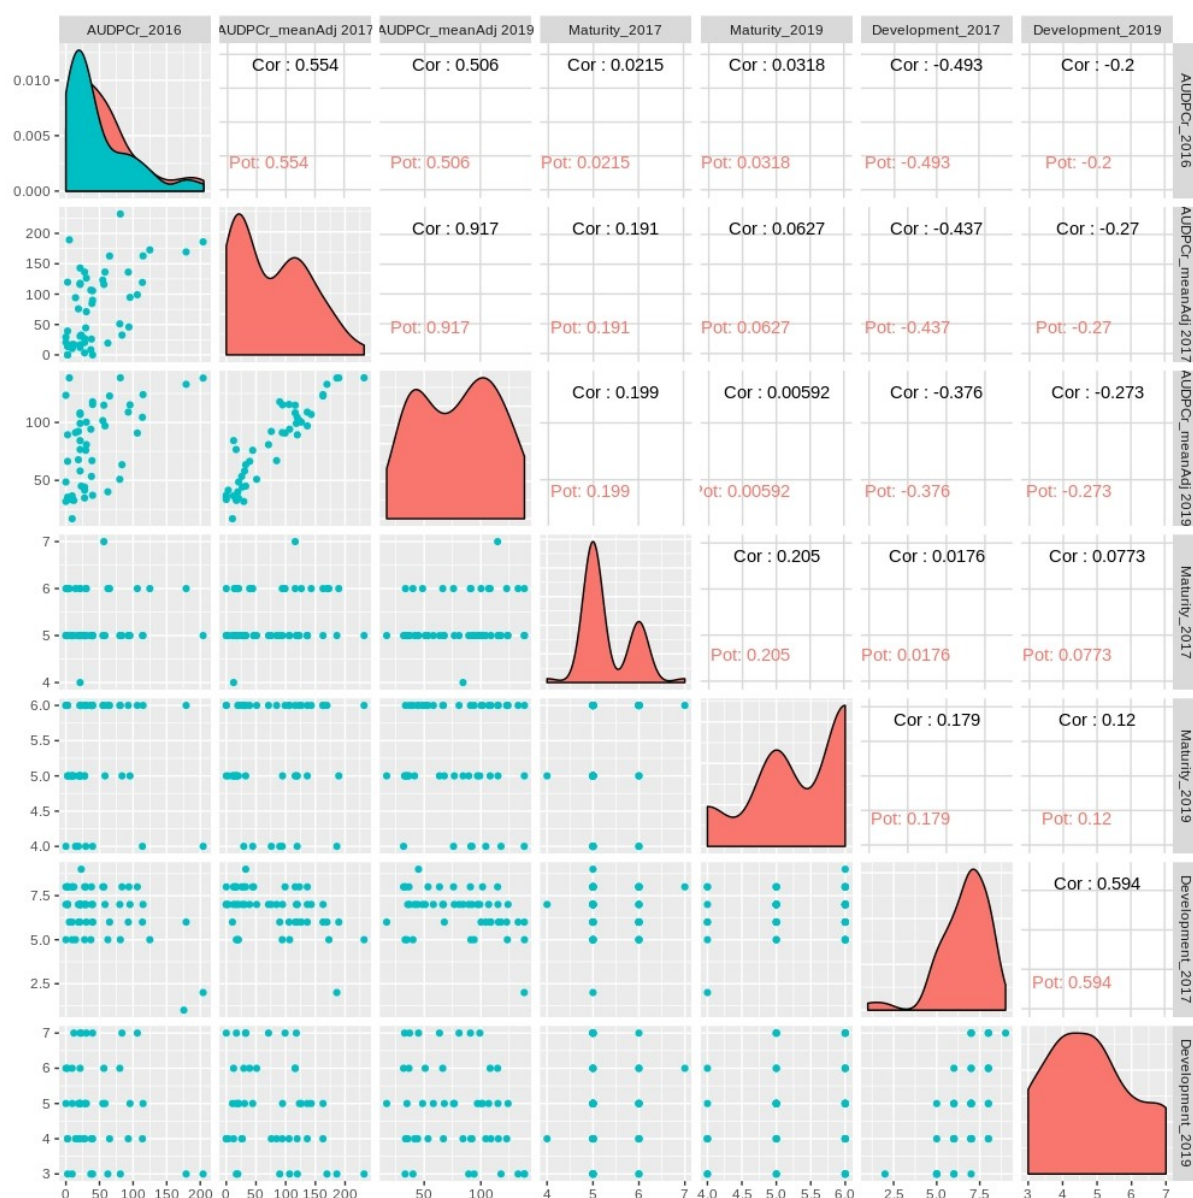 AUDPCr_2016 AUDPCr_meanAdj 2017 AUDPCr_meanAdj 2019 Maturity_2017 Maturity_2019 Development_2017 Development_2019
Cor : 0.554 Cor : 0.506 Cor : 0.0215 Cor : 0.0318 Cor : -0.493 Cor : -0.2
0.010
0.005
Pot: 0.554 Pot: 0.506 Pot: 0.0215 Pot: 0.0318 Pot: -0.493 Pot: -0.2
0.000
AUDPCr_2016
Cor : 0.917 Cor : 0.191 Cor : 0.0627 Cor : -0.437 Cor : -0.27
200
150
100
Pot: 0.917 Pot: 0.191 Pot: 0.0627 Pot: -0.437 Pot: -0.27
50
0
AUDPCr_meanAdj 2017
Cor : 0.199 Cor : 0.00592 Cor : -0.376 Cor : -0.273
100
Pot: 0.199 Pot: 0.00592 Pot: -0.376 Pot: -0.273
50
AUDPCr_meanAdj 2019
7
Cor : 0.205 Cor : 0.0176 Cor : 0.0773
6
5
Pot: 0.205 Pot: 0.0176 Pot: 0.0773
4
Maturity_2017
6.0
Cor : 0.179 Cor : 0.12
5.5
5.0
4.5
Pot: 0.179 Pot: 0.12
4.0
Maturity_2019
Cor : 0.594
7.5
5.0
2.5
Pot: 0.594
Development_2017
7
6
5
4
3
Development_2019
0 50 100 150 200 0 50 100 150 200 50 100 4 5 6 7 4.0 4.5 5.0 5.5 6.0 2.5 5.0 7.5 3 4 5 6 7